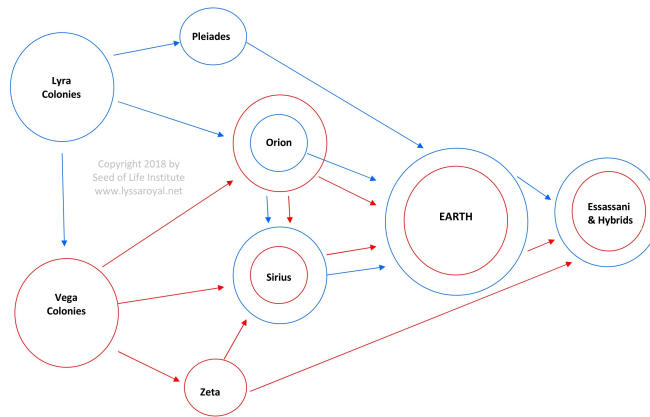 Pleiades
Lyra
Colonies
Orion
Copyright 2018 by
Seed of Life Institute
www.lyssaroyal.net
EARTH
Essassani
& Hybrids
Sirius
Vega
Colonies
Zeta